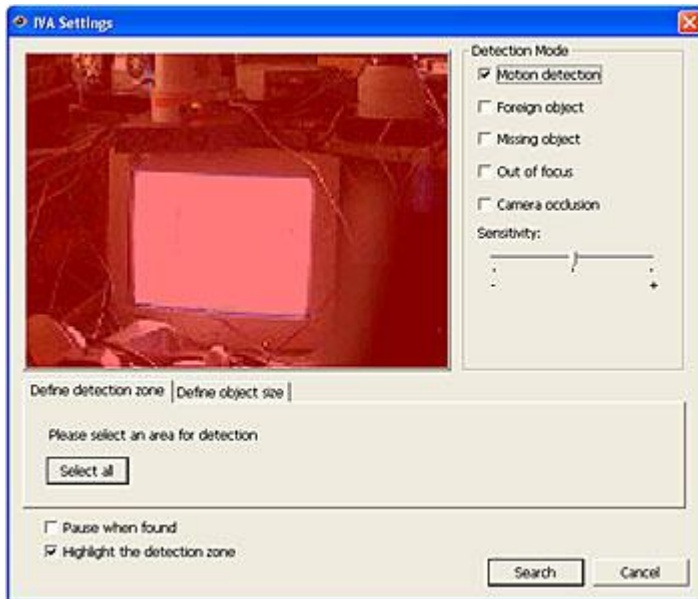 IVA Settings
Detection Mode
Motion detection
Foreign object
Missing object
Out of focus
Camera occlusion
Sensitivity:
- +
Define detection zone Define object size
Please select an area for detection
Select all
Pause when found
Highlight the detection zone
Search Cancel